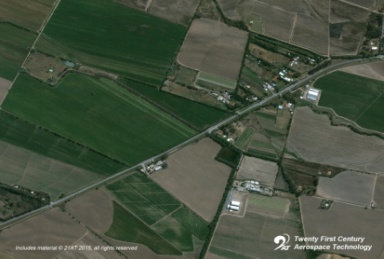 Includes material © 21AT 2016, all rights reserved
Twenty First Century
Aerospace Technology